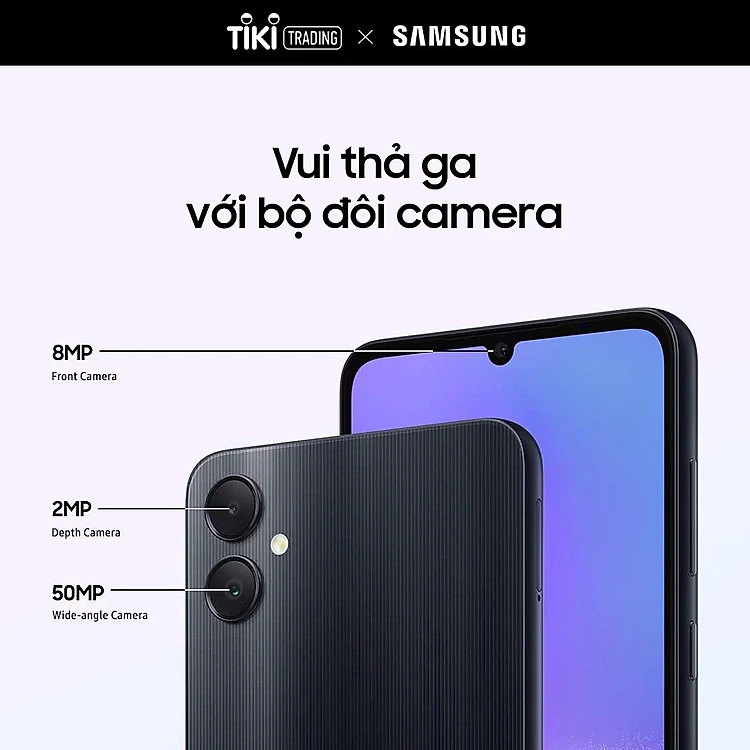 TiKi TRADING × SAMSUNG
Vui thả ga
với bộ đôi camera
8MP
Front Camera
2MP
Depth Camera
50MP
Wide-angle Camera